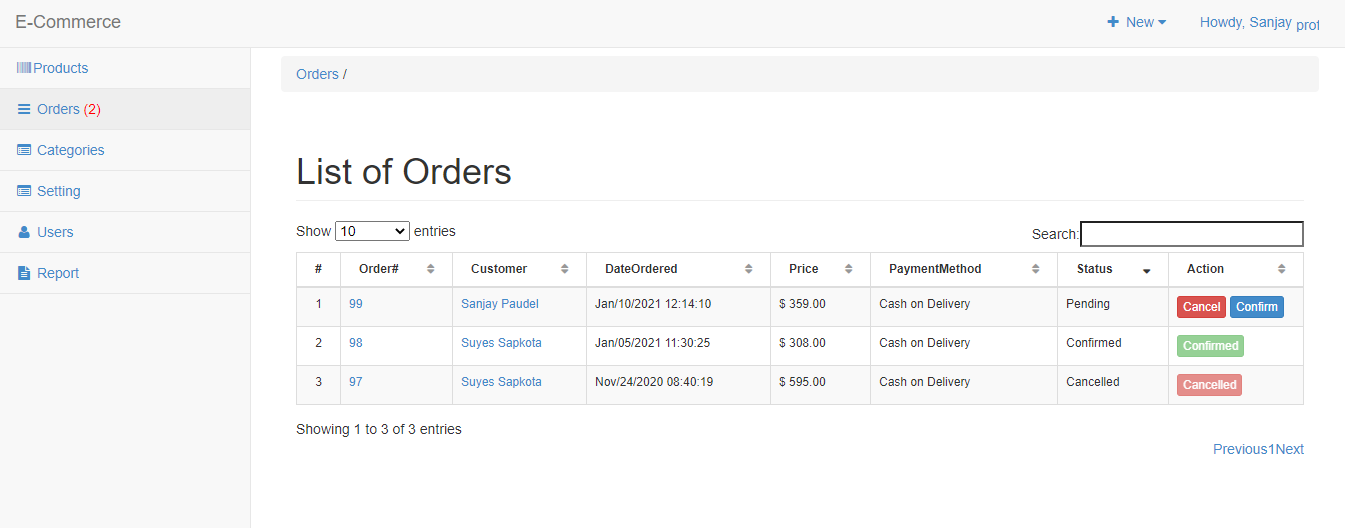 E-Commerce
New
Howdy, Sanjay prof
Products
Orders (2)
Categories
Setting
Users
Report
Orders /
List of Orders
Show 10 entries
Search:
# Order# Customer DateOrdered Price PaymentMethod Status Action
1 99 Sanjay Paudel Jan/10/2021 12:14:10 $ 359.00 Cash on Delivery Pending Cancel Confirm
2 98 Suyes Sapkota Jan/05/2021 11:30:25 $ 308.00 Cash on Delivery Confirmed Confirmed
3 97 Suyes Sapkota Nov/24/2020 08:40:19 $ 595.00 Cash on Delivery Cancelled Cancelled
Showing 1 to 3 of 3 entries
Previous1Next